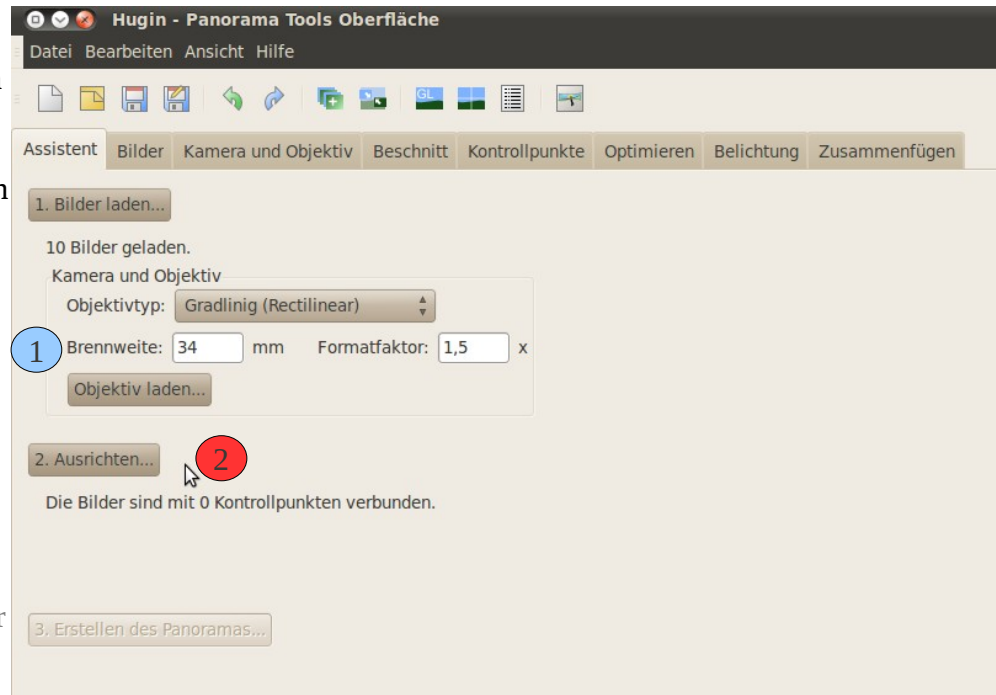 Hugin - Panorama Tools Oberfläche
Datei Bearbeiten Ansicht Hilfe
GL
Assistent Bilder Kamera und Objektiv Beschnitt Kontrollpunkte Optimieren Belichtung Zusammenfügen
1. Bilder laden...
10 Bilder geladen.
Kamera und Objektiv
Objektivtyp: Gradlinig (Rectilinear)
1 Brennweite: 34 mm Formatfaktor: 1,5 x
Objektiv laden...
2. Ausrichten... 2
Die Bilder sind mit 0 Kontrollpunkten verbunden.
3. Erstellen des Panoramas...